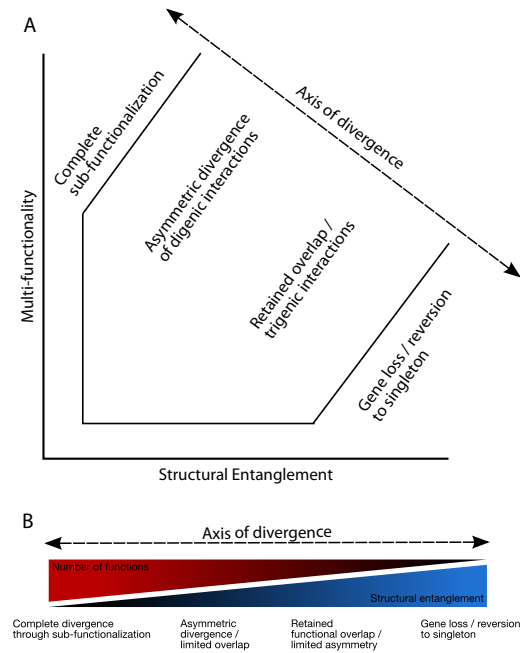 A
Axis of divergence
Complete
sub-functionalization
Asymmetric divergence
of digenic interactions
Retained overlap /
trigenic interactions
Gene loss / reversion
to singleton
Multi-functionality
Structural Entanglement
B
Axis of divergence
Number of functions
Structural entanglement
Complete divergence
through sub-functionalization
Asymmetric
divergence /
limited overlap
Retained
functional overlap /
limited asymmetry
Gene loss / reversion
to singleton